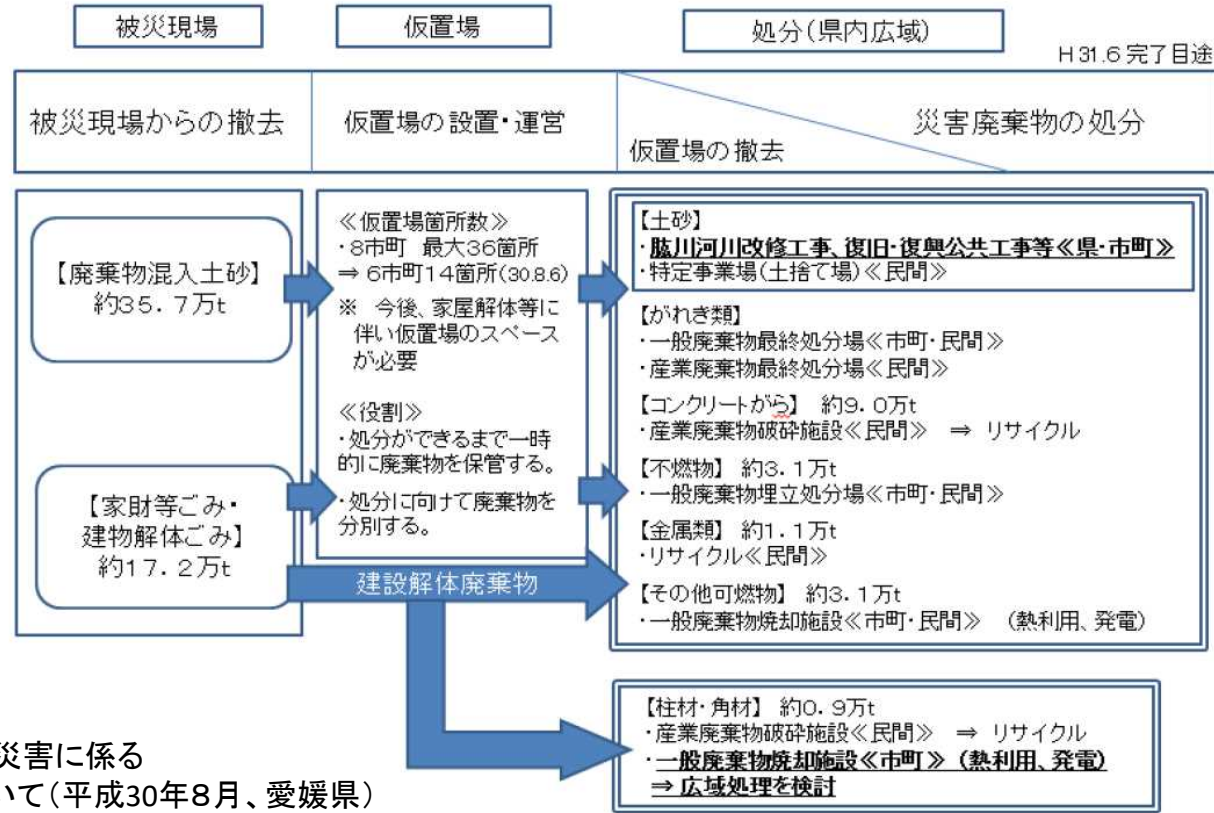 被災現場
仮置場
処分(県内広域)
H31.6完了目途
被災現場からの撤去
仮置場の設置・運営
災害廃棄物の処分
仮置場の撤去
【廃棄物混入土砂】
約35.7万t
【家財等ごみ・
建物解体ごみ】
約17.2万t
≪仮置場箇所数≫
・8市町 最大36箇所
⇒ 6市町14箇所(30.8.6)
※ 今後、家屋解体等に
伴い仮置場のスペース
が必要
≪役割≫
・処分ができるまで一時
的に廃棄物を保管する。
・処分に向けて廃棄物を
分別する。
建設解体廃棄物
【土砂】
・肱川河川改修工事、復旧・復興公共工事等≪県・市町≫
・特定事業場(土捨て場)≪民間≫
【がれき類】
・一般廃棄物最終処分場≪市町・民間≫
・産業廃棄物最終処分場≪民間≫
【コンクリートがら】 約9.0万t
・産業廃棄物破砕施設≪民間≫ ⇒ リサイクル
【不燃物】 約3.1万t
・一般廃棄物埋立処分場≪市町・民間≫
【金属類】 約1.1万t
・リサイクル≪民間≫
【その他可燃物】 約3.1万t
・一般廃棄物焼却施設≪市町・民間≫ (熱利用、発電)
【柱材・角材】 約0.9万t
・産業廃棄物破砕施設≪民間≫ ⇒ リサイクル
・一般廃棄物焼却施設≪市町≫(熱利用、発電)
⇒広域処理を検討
災害に係る
いて(平成30年8月、愛媛県)